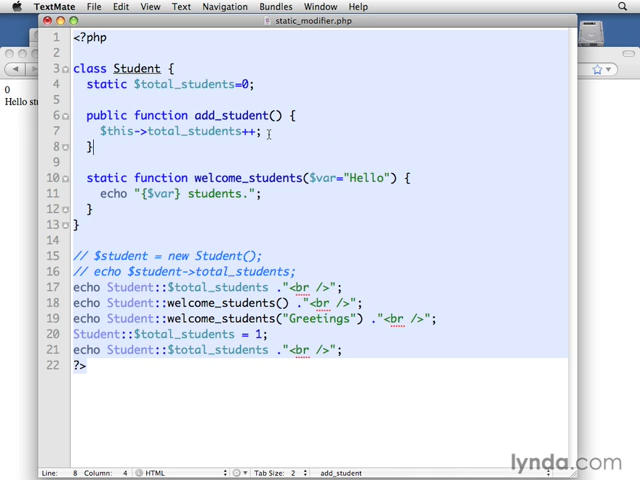 TextMate File Edit View Text Navigation Bundles Window Help
static_modifier.php
0
Hello stu
1 <?php
2
3 class Student {
4 static $total_students=0;
5
6 public function add_student() {
7 $this->total_students++;
8 }
9
10 static function welcome_students($var="Hello") {
11 echo "{$var} students.";
12 }
13 }
14
15 // $student = new Student();
16 // echo $student->total_students;
17 echo Student::$total_students ."<br />";
18 echo Student::welcome_students() ."<br />";
19 echo Student::welcome_students("Greetings") ."<br />";
20 Student::$total_students = 1;
21 echo Student::$total_students ."<br />";
22 ?>
lynda.com
Line: 8 Column: 4 HTML Tab Size: 2 add_student